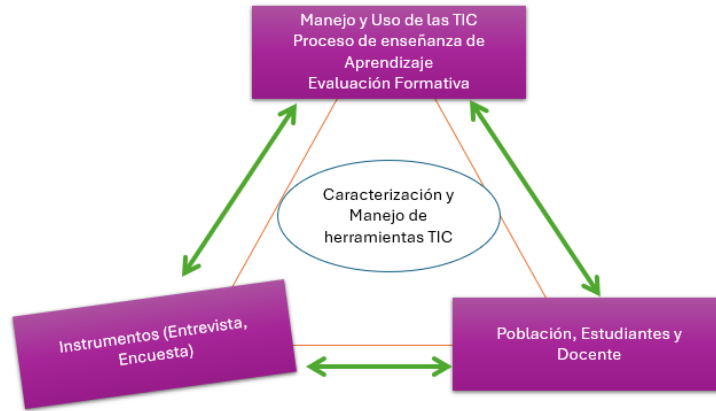 Manejo y Uso de las TIC
Proceso de enseñanza de
Aprendizaje
Evaluación Formativa
Caracterización y
Manejo de
herramientas TIC
Instrumentos (Entrevista,
Encuesta)
Población, Estudiantes y
Docente